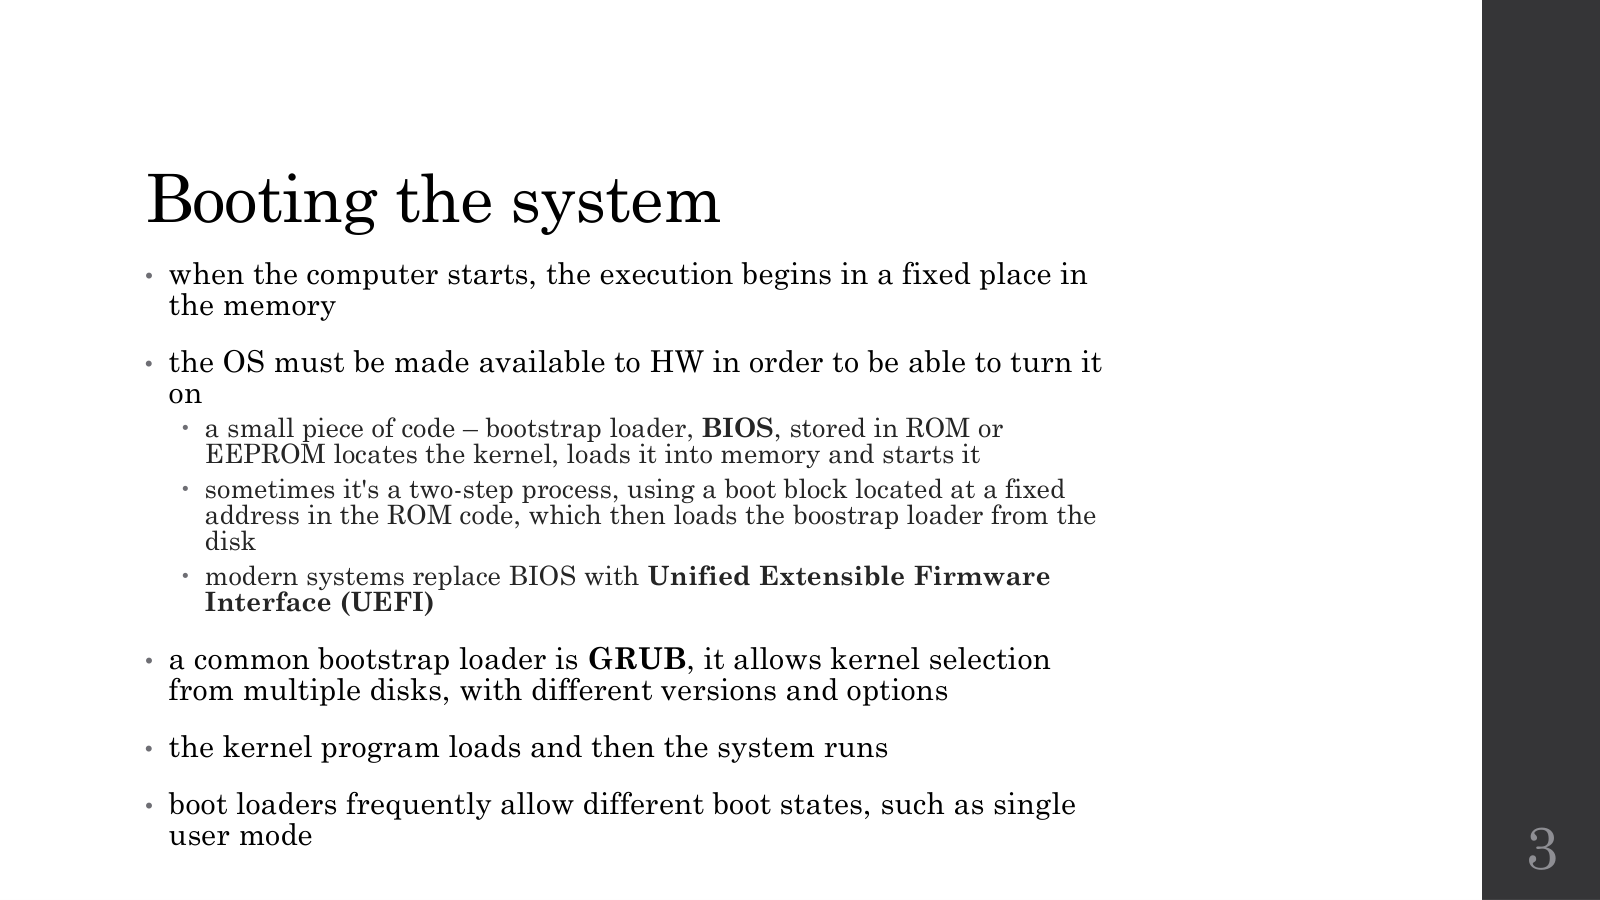 Booting the system
• when the computer starts, the execution begins in a fixed place in
the memory
• the OS must be made available to HW in order to be able to turn it
on
• a small piece of code – bootstrap loader, BIOS, stored in ROM or
EEPROM locates the kernel, loads it into memory and starts it
• sometimes it's a two-step process, using a boot block located at a fixed
address in the ROM code, which then loads the boostrap loader from the
disk
• modern systems replace BIOS with Unified Extensible Firmware
Interface (UEFI)
• a common bootstrap loader is GRUB, it allows kernel selection
from multiple disks, with different versions and options
• the kernel program loads and then the system runs
• boot loaders frequently allow different boot states, such as single
user mode
3